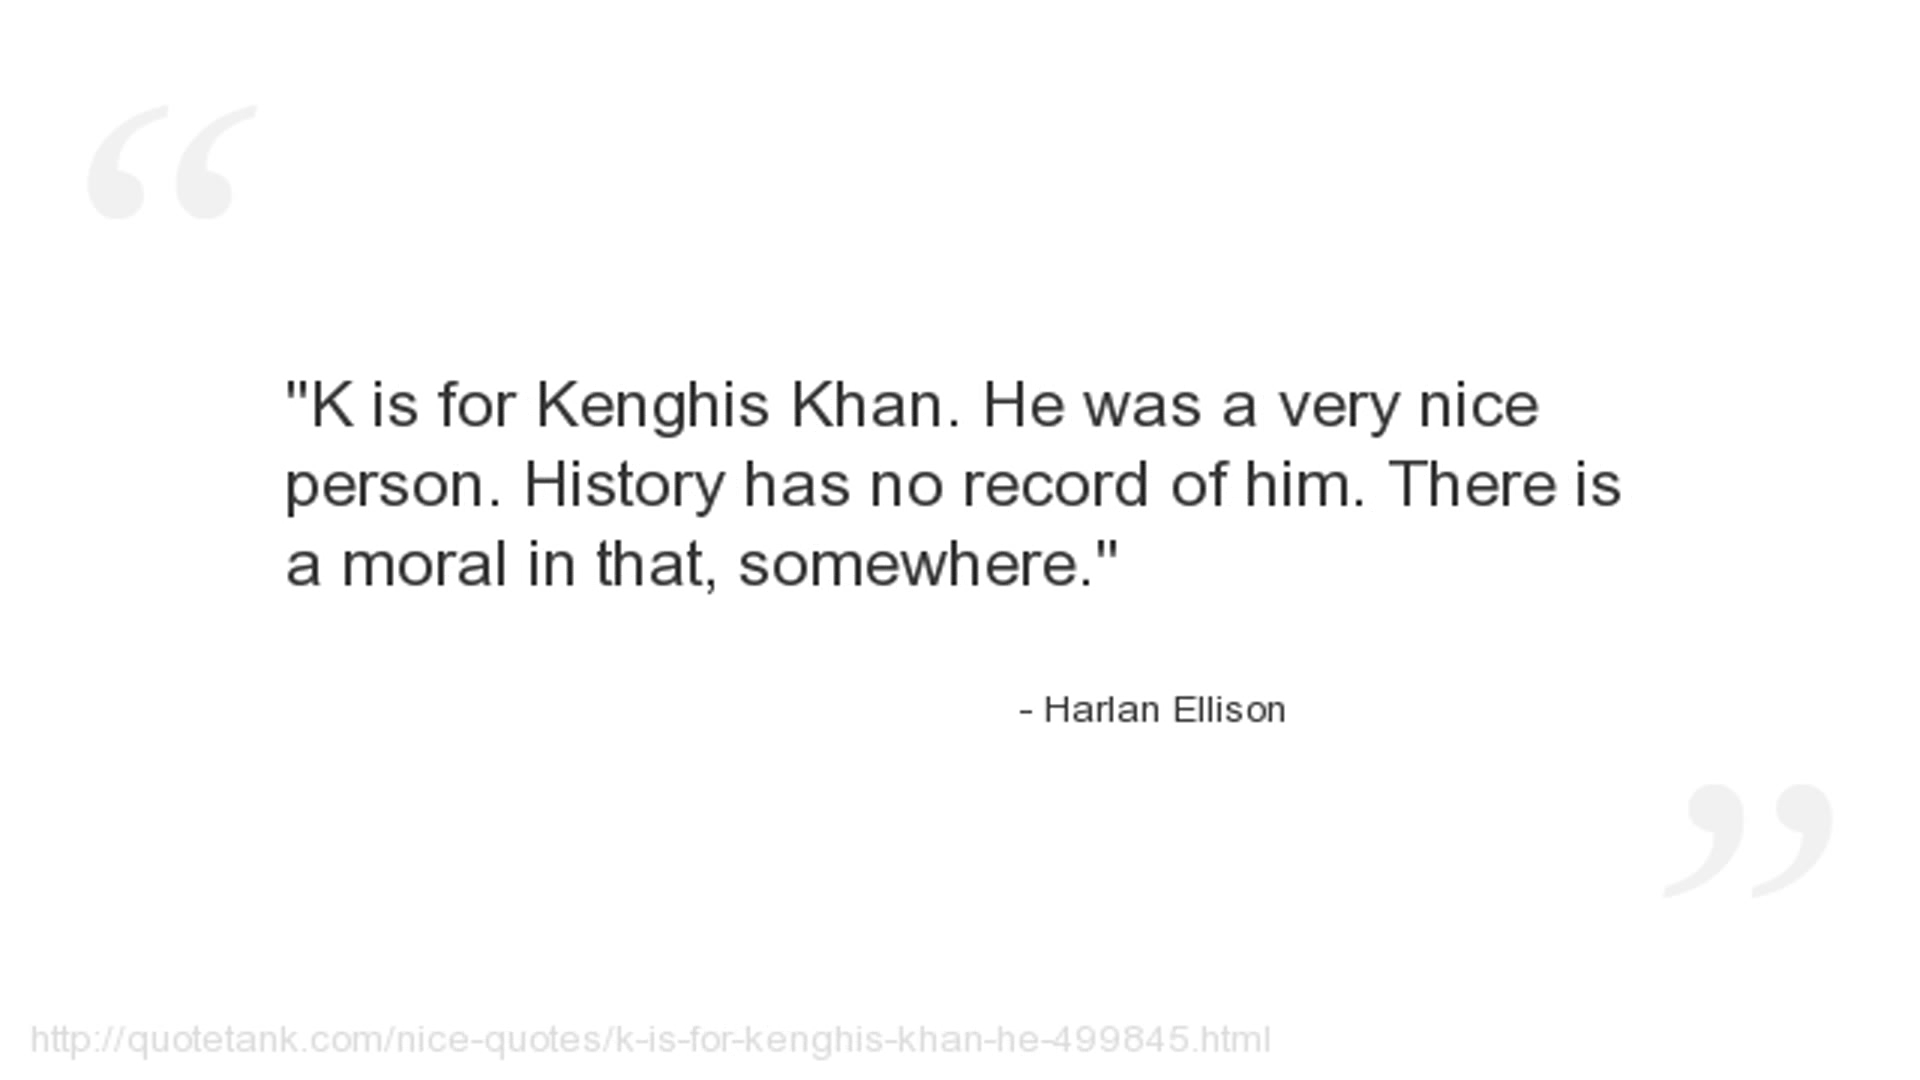 "K is for Kenghis Khan. He was a very nice
person. History has no record of him. There is
a moral in that, somewhere."
- Harlan Ellison
http://quotetank.com/nice-quotes/k-is-for-kenghis-khan-he-499845.html